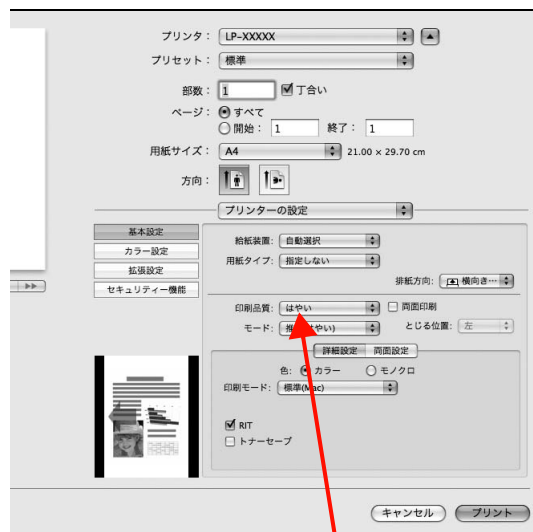 プリンタ： LP-XXXXX
プリセット： 標準
部数： 1 丁合い
ページ： すべて
開始： 1 終了： 1
用紙サイズ： A4 21.00 × 29.70 cm
方向：
プリンターの設定
基本設定
カラー設定
拡張設定
セキュリティー機能
給紙装置： 自動選択
用紙タイプ： 指定しない
排紙方向： 横向き…
印刷品質： はやい 両面印刷
モード： はやい) とじる位置： 左
詳細設定 両面設定
色： カラー モノクロ
印刷モード： 標準(Mac)
RIT
トナーセーブ
キャンセル プリント